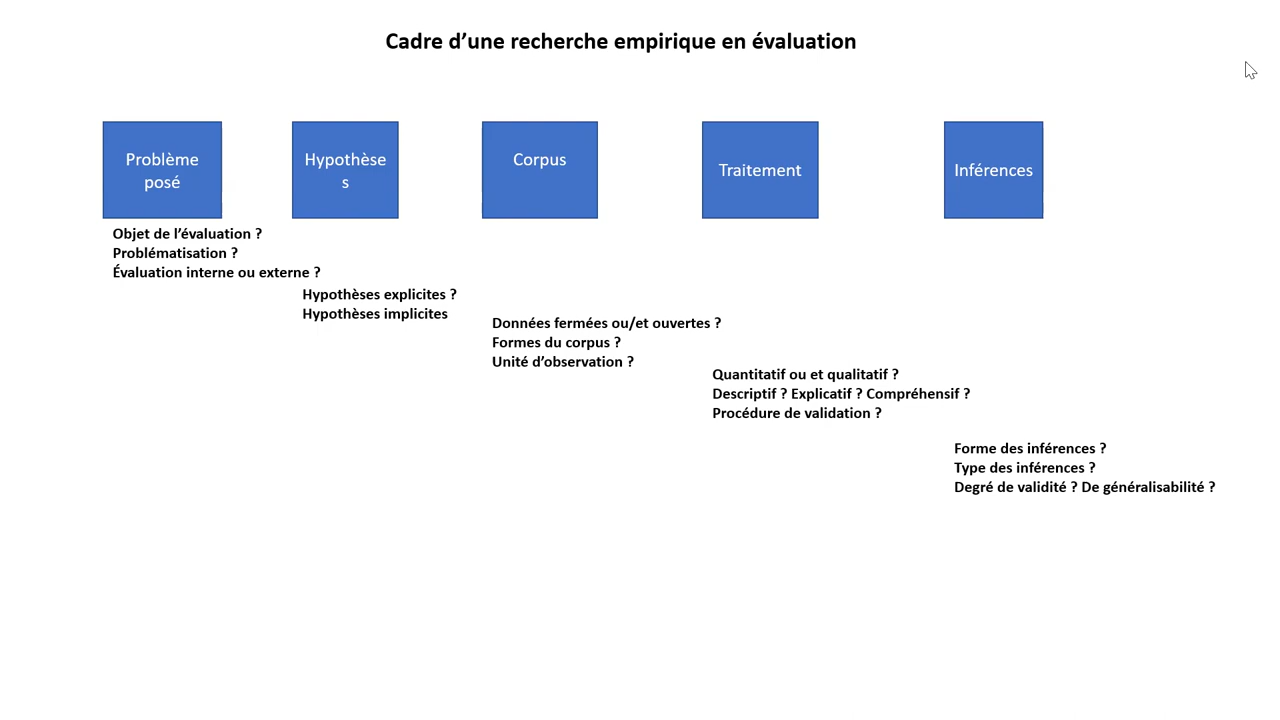 Cadre d’une recherche empirique en évaluation
Problème
posé
Hypothèse
s
Corpus
Traitement
Inférences
Objet de l’évaluation ?
Problématisation ?
Évaluation interne ou externe ?
Hypothèses explicites ?
Hypothèses implicites
Données fermées ou/et ouvertes ?
Formes du corpus ?
Unité d’observation ?
Quantitatif ou et qualitatif ?
Descriptif ? Explicatif ? Compréhensif ?
Procédure de validation ?
Forme des inférences ?
Type des inférences ?
Degré de validité ? De généralisabilité ?